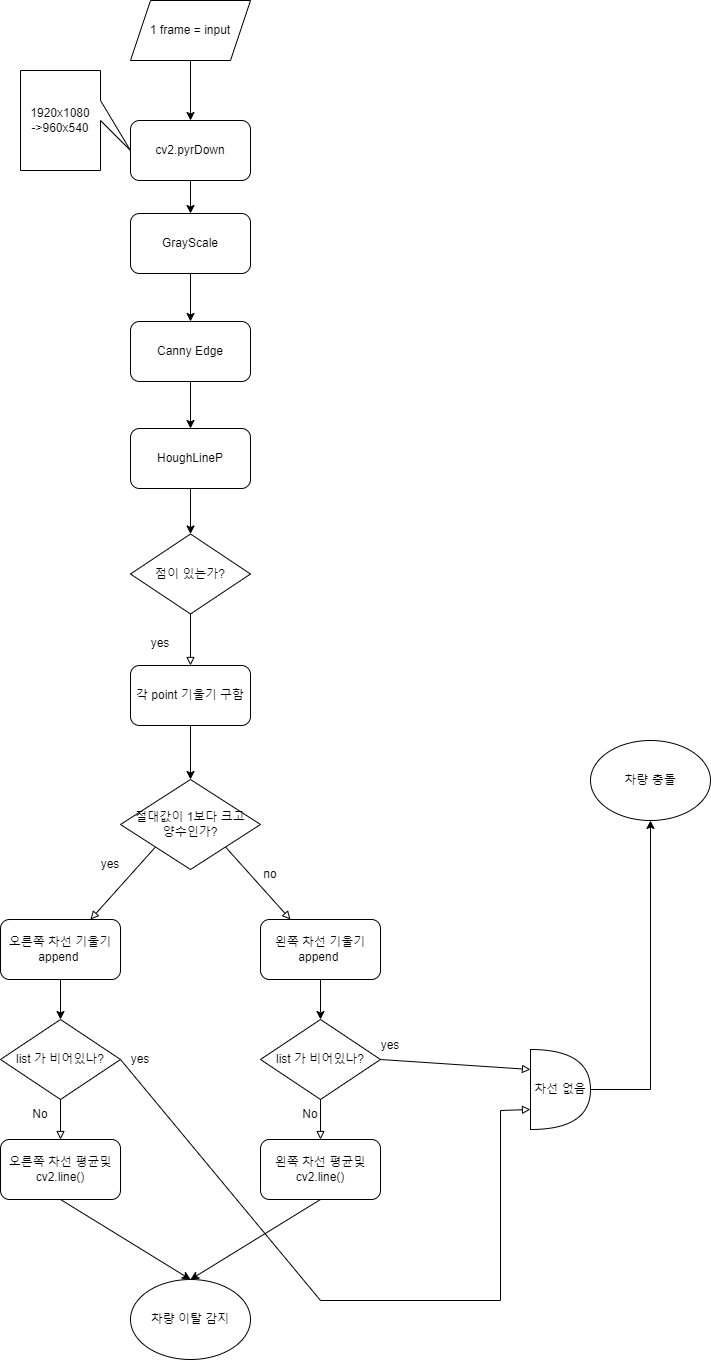 1 frame = input
1920x1080
->960x540
cv2.pyrDown
GrayScale
Canny Edge
HoughLineP
점이 있는가?
yes
각 point 기울기 구함
차량 충돌
절대값이 1보다 크고
양수인가?
yes
no
오른쪽 차선 기울기
append
왼쪽 차선 기울기
append
list 가 비어있나?
yes
list 가 비어있나?
yes
차선 없음
No
No
오른쪽 차선 평균및
cv2.line()
왼쪽 차선 평균및
cv2.line()
차량 이탈 감지